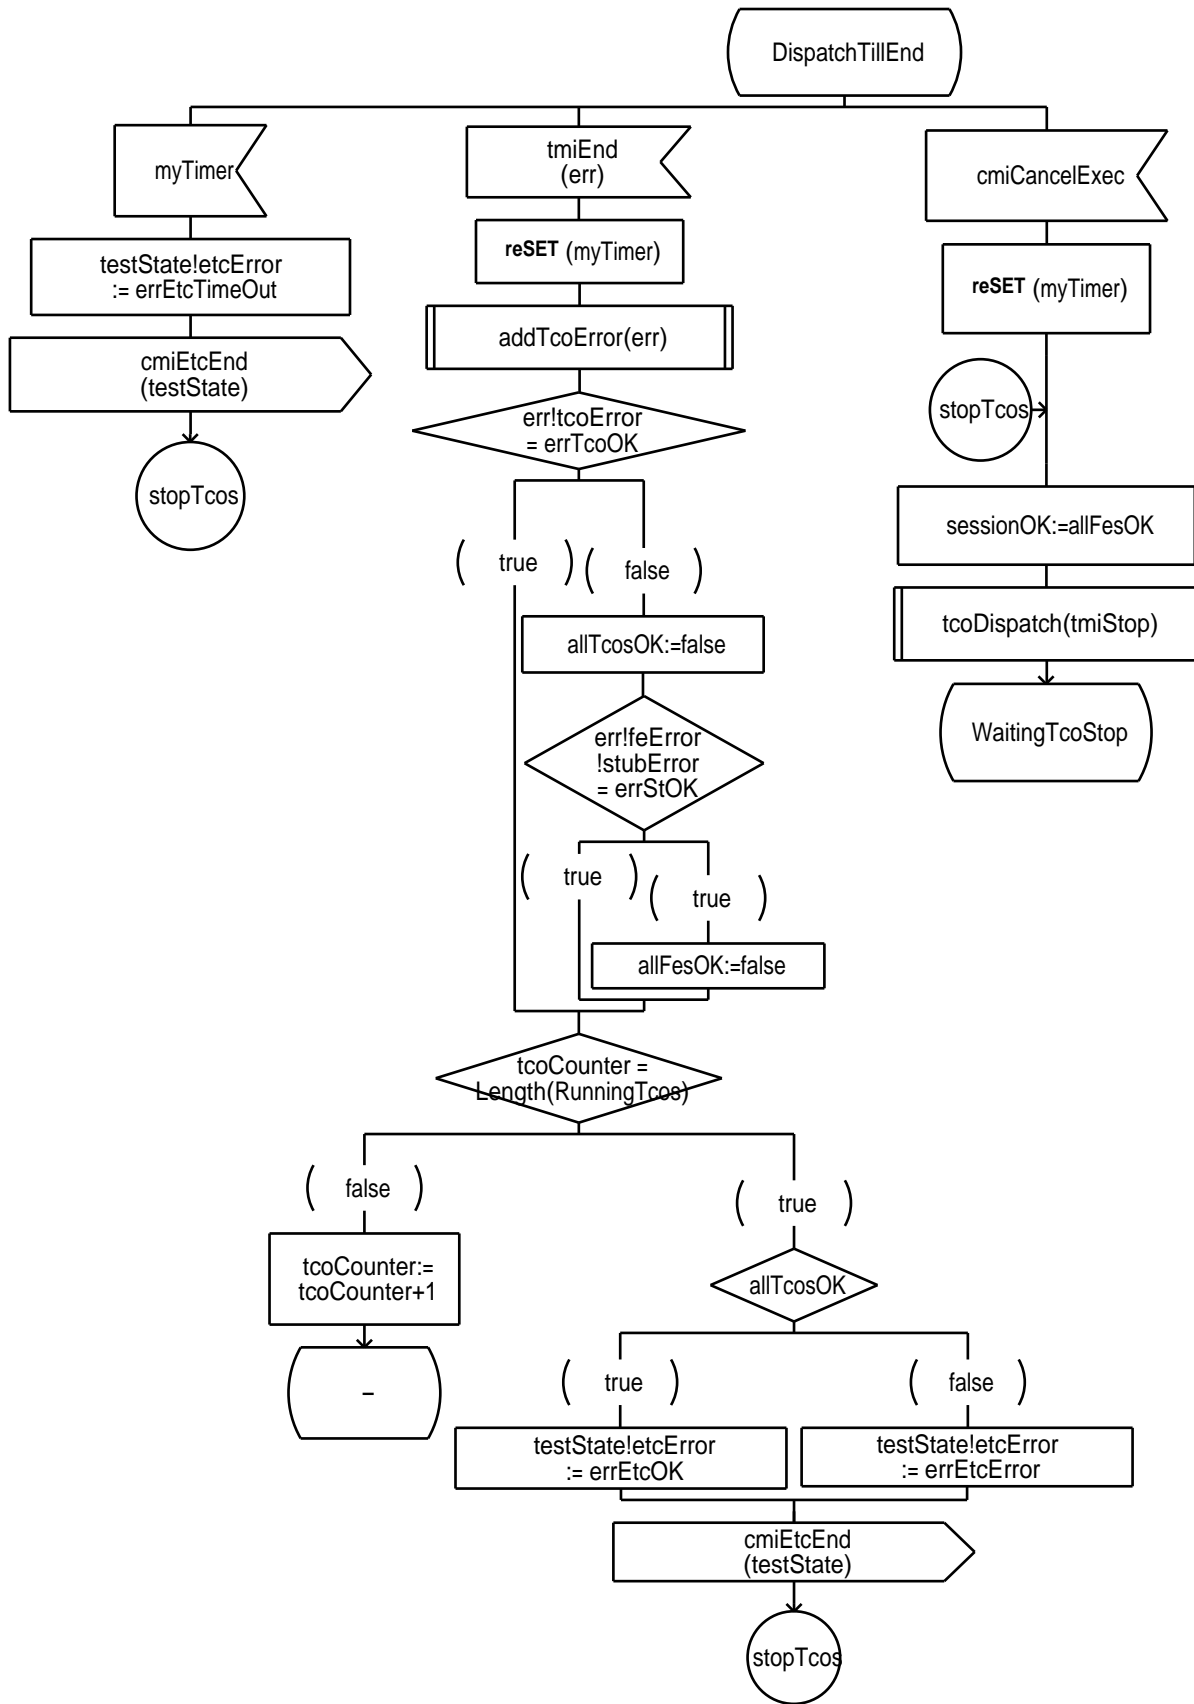 DispatchTillEnd
myTimer
tmiEnd
(err)
cmiCancelExec
testState!etcError
:= errEtcTimeOut
reSET (myTimer)
reSET (myTimer)
cmiEtcEnd
(testState)
addTcoError(err)
stopTcos
err!tcoError
= errTcoOK
stopTcos
sessionOK:=allFesOK
( true ) ( false )
allTcosOK:=false
tcoDispatch(tmiStop)
err!feError
!stubError
= errStOK
WaitingTcoStop
( true ) ( true )
allFesOK:=false
tcoCounter =
Length(RunningTcos)
( false )
( true )
tcoCounter:=
tcoCounter+1
allTcosOK
–
( true )
( false )
testState!etcError
:= errEtcOK
testState!etcError
:= errEtcError
cmiEtcEnd
(testState)
stopTcos